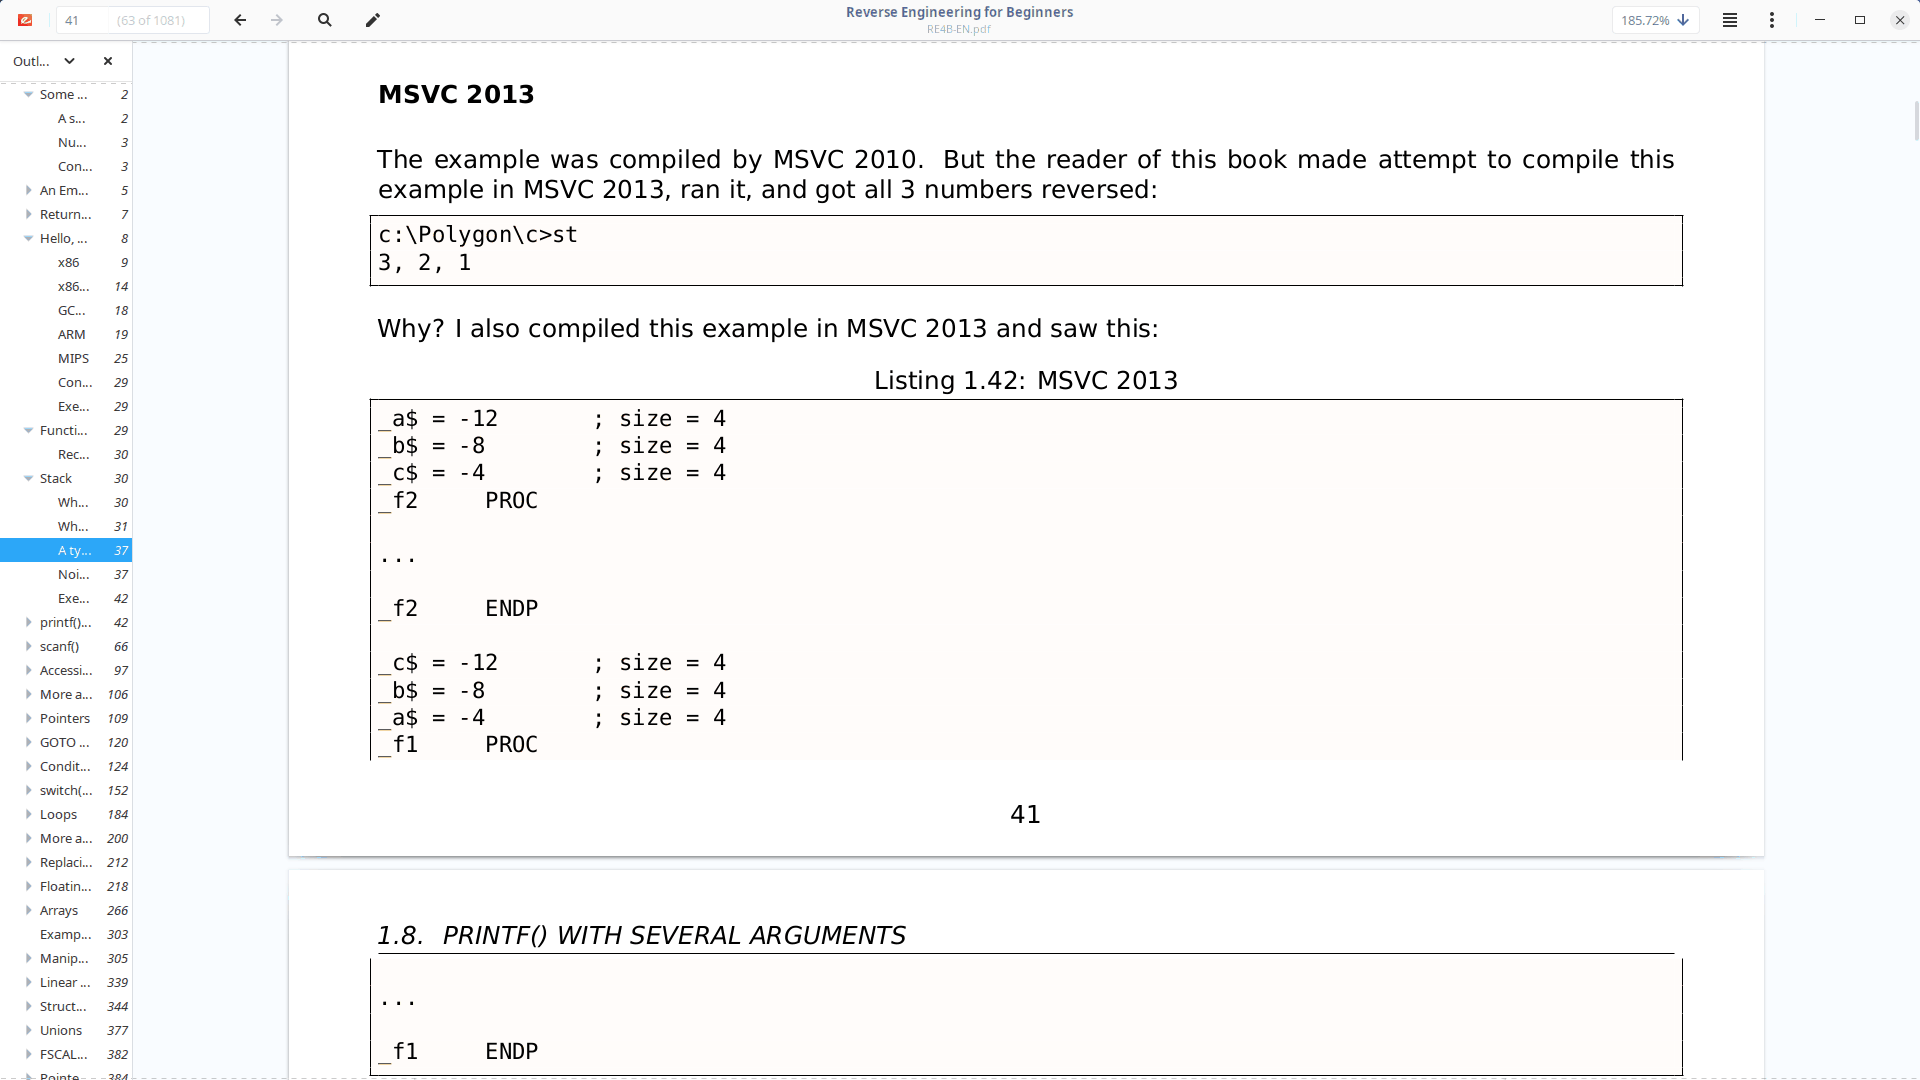 41 (63 of 1081)
Reverse Engineering for Beginners
RE4B-EN.pdf
185.72%
Outl...
Some ... 2
A s... 2
Nu... 3
Con... 3
An Em... 5
Return... 7
Hello, ... 8
x86 9
x86... 14
GC... 18
ARM 19
MIPS 25
Con... 29
Exe... 29
Functi... 29
Rec... 30
Stack 30
Wh... 30
Wh... 31
A ty... 37
Noi... 37
Exe... 42
printf()... 42
scanf() 66
Accessi... 97
More a... 106
Pointers 109
GOTO ... 120
Condit... 124
switch(... 152
Loops 184
More a... 200
Replaci... 212
Floatin... 218
Arrays 266
Examp... 303
Manip... 305
Linear ... 339
Struct... 344
Unions 377
FSCAL... 382
Pointe... 384
MSVC 2013
The example was compiled by MSVC 2010. But the reader of this book made attempt to compile this
example in MSVC 2013, ran it, and got all 3 numbers reversed:
c:\Polygon\c>st
3, 2, 1
Why? I also compiled this example in MSVC 2013 and saw this:
Listing 1.42: MSVC 2013
_a$ = -12 ; size = 4
_b$ = -8 ; size = 4
_c$ = -4 ; size = 4
_f2 PROC
...
_f2 ENDP
_c$ = -12 ; size = 4
_b$ = -8 ; size = 4
_a$ = -4 ; size = 4
_f1 PROC
41
1.8. PRINTF() WITH SEVERAL ARGUMENTS
...
_f1 ENDP